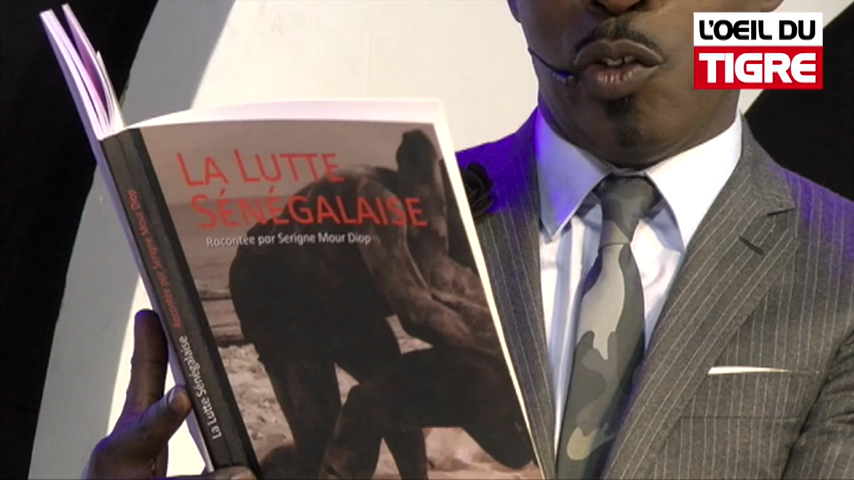 L'OEIL DU
TIGRE
LA LUTTE
SÉNÉGALAISE
Racontée par Serigne Mour Diop
La Lutte Sénégalaise Racontée par Serigne Mour Diop